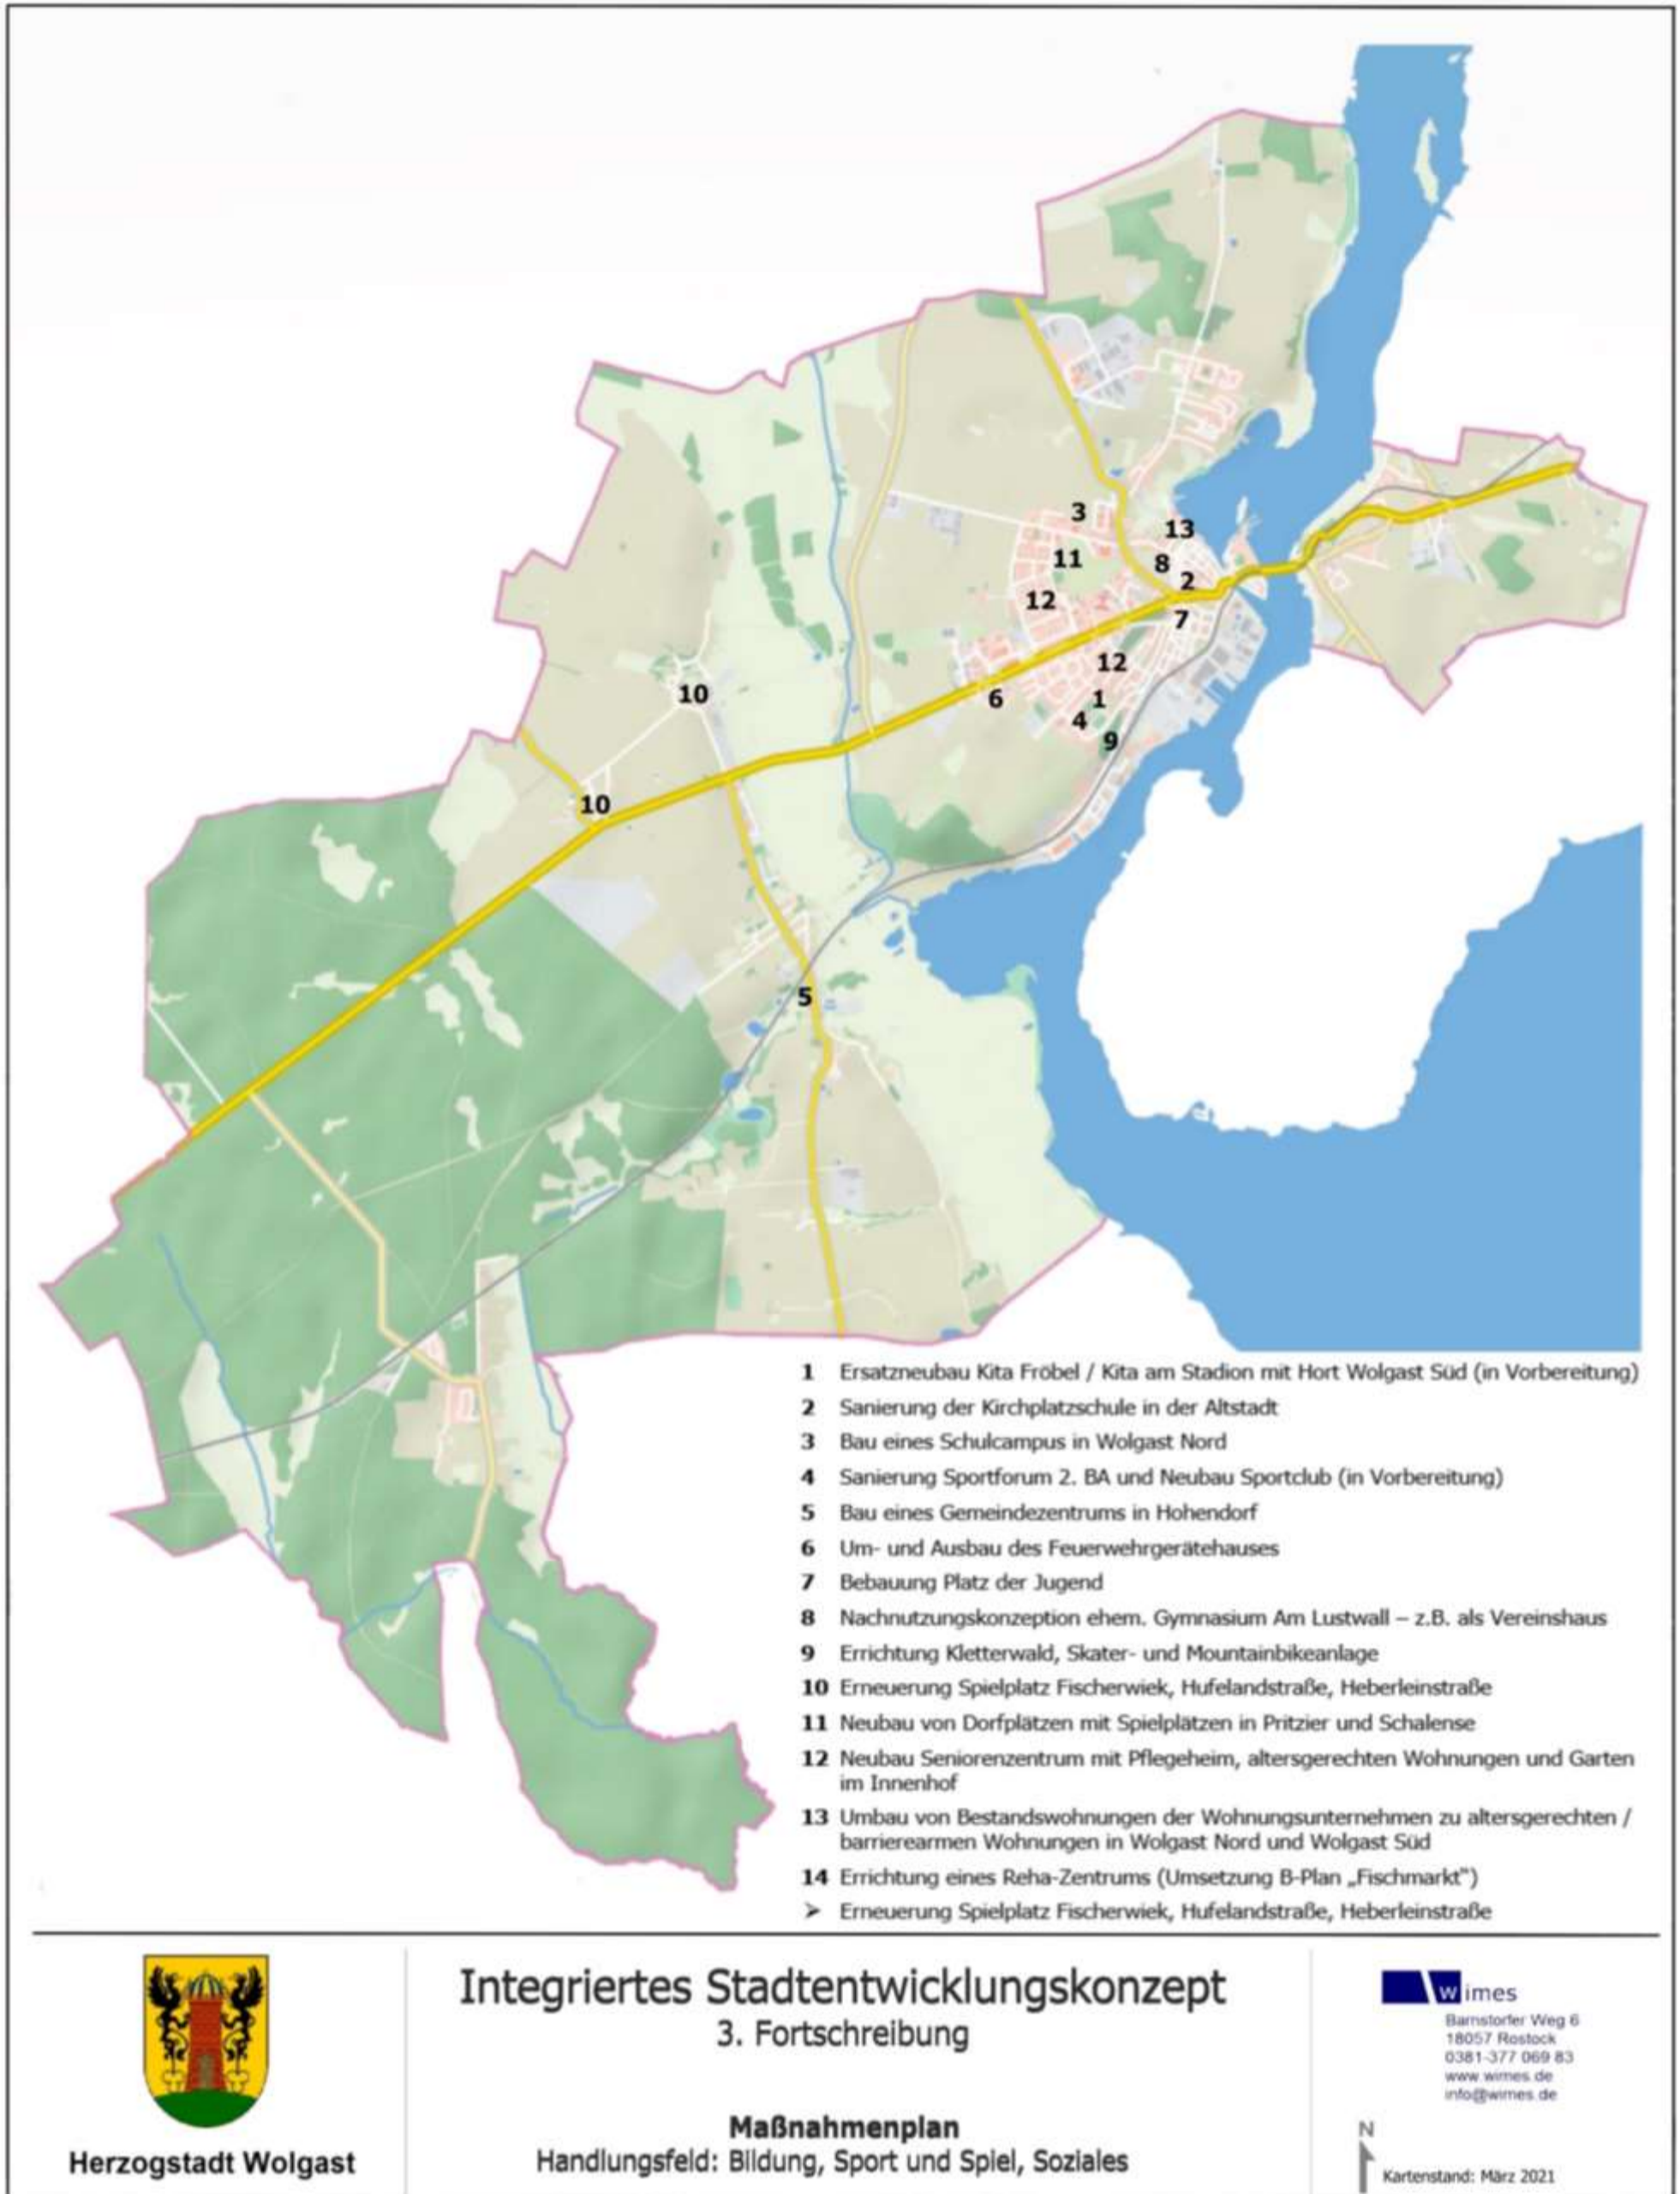 3
13
11
8
2
12
7
12
10
6
1
4
9
10
5
1 Ersatzneubau Kita Fröbel / Kita am Stadion mit Hort Wolgast Süd (in Vorbereitung)
2 Sanierung der Kirchplatzschule in der Altstadt
3 Bau eines Schulcampus in Wolgast Nord
4 Sanierung Sportforum 2. BA und Neubau Sportclub (in Vorbereitung)
5 Bau eines Gemeindezentrums in Hohendorf
6 Um- und Ausbau des Feuerwehrgerätehauses
7 Bebauung Platz der Jugend
8 Nachnutzungskonzeption ehem. Gymnasium Am Lustwall – z.B. als Vereinshaus
9 Errichtung Kletterwald, Skater- und Mountainbikeanlage
10 Erneuerung Spielplatz Fischerwiek, Hufelandstraße, Heberleinstraße
11 Neubau von Dorfplätzen mit Spielplätzen in Pritzier und Schalense
12 Neubau Seniorenzentrum mit Pflegeheim, altersgerechten Wohnungen und Garten
im Innenhof
13 Umbau von Bestandswohnungen der Wohnungsunternehmen zu altersgerechten /
barrierearmen Wohnungen in Wolgast Nord und Wolgast Süd
14 Errichtung eines Reha-Zentrums (Umsetzung B-Plan „Fischmarkt“)
➢ Erneuerung Spielplatz Fischerwiek, Hufelandstraße, Heberleinstraße
Herzogstadt Wolgast
Integriertes Stadtentwicklungskonzept
3. Fortschreibung
Maßnahmenplan
Handlungsfeld: Bildung, Sport und Spiel, Soziales
wimes
Barnstorfer Weg 6
18057 Rostock
0381-377 069 83
www.wimes.de
info@wimes.de
N
Kartenstand: März 2021